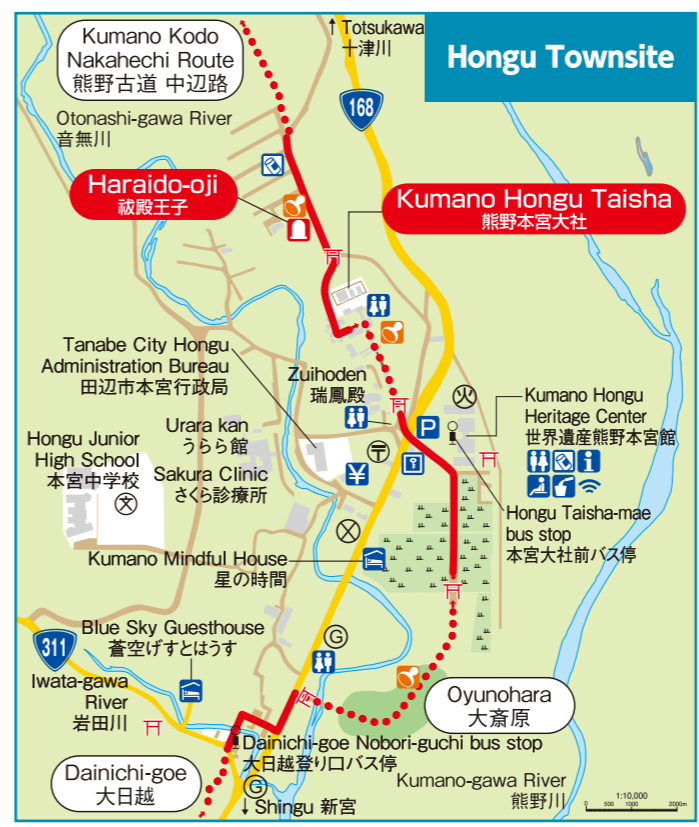 Hongu Townsite
Kumano Kodo
Nakahechi Route
熊野古道 中辺路
↑ Totsukawa
十津川
168
Otonashi-gawa River
音無川
Haraido-oji
祓殿王子
Kumano Hongu Taisha
熊野本宮大社
Tanabe City Hongu
Administration Bureau
田辺市本宮行政局
Zuihoden
瑞鳳殿
火
P
〒
¥
Kumano Hongu
Heritage Center
世界遺産熊野本宮館
i
Urara kan
うらら館
Hongu Junior
High School
本宮中学校
文
Sakura Clinic
さくら診療所
Hongu Taisha-mae
bus stop
本宮大社前バス停
Kumano Mindful House
星の時間
Blue Sky Guesthouse
蒼空げすとはうす
311
G
Iwata-gawa
River
岩田川
Oyunohara
大斎原
Dainichi-goe Nobori-guchi bus stop
大日越登り口バス停
Dainichi-goe
大日越
G
↓ Shingu 新宮
Kumano-gawa River
熊野川
1:10,000
0 500 1000 2000m